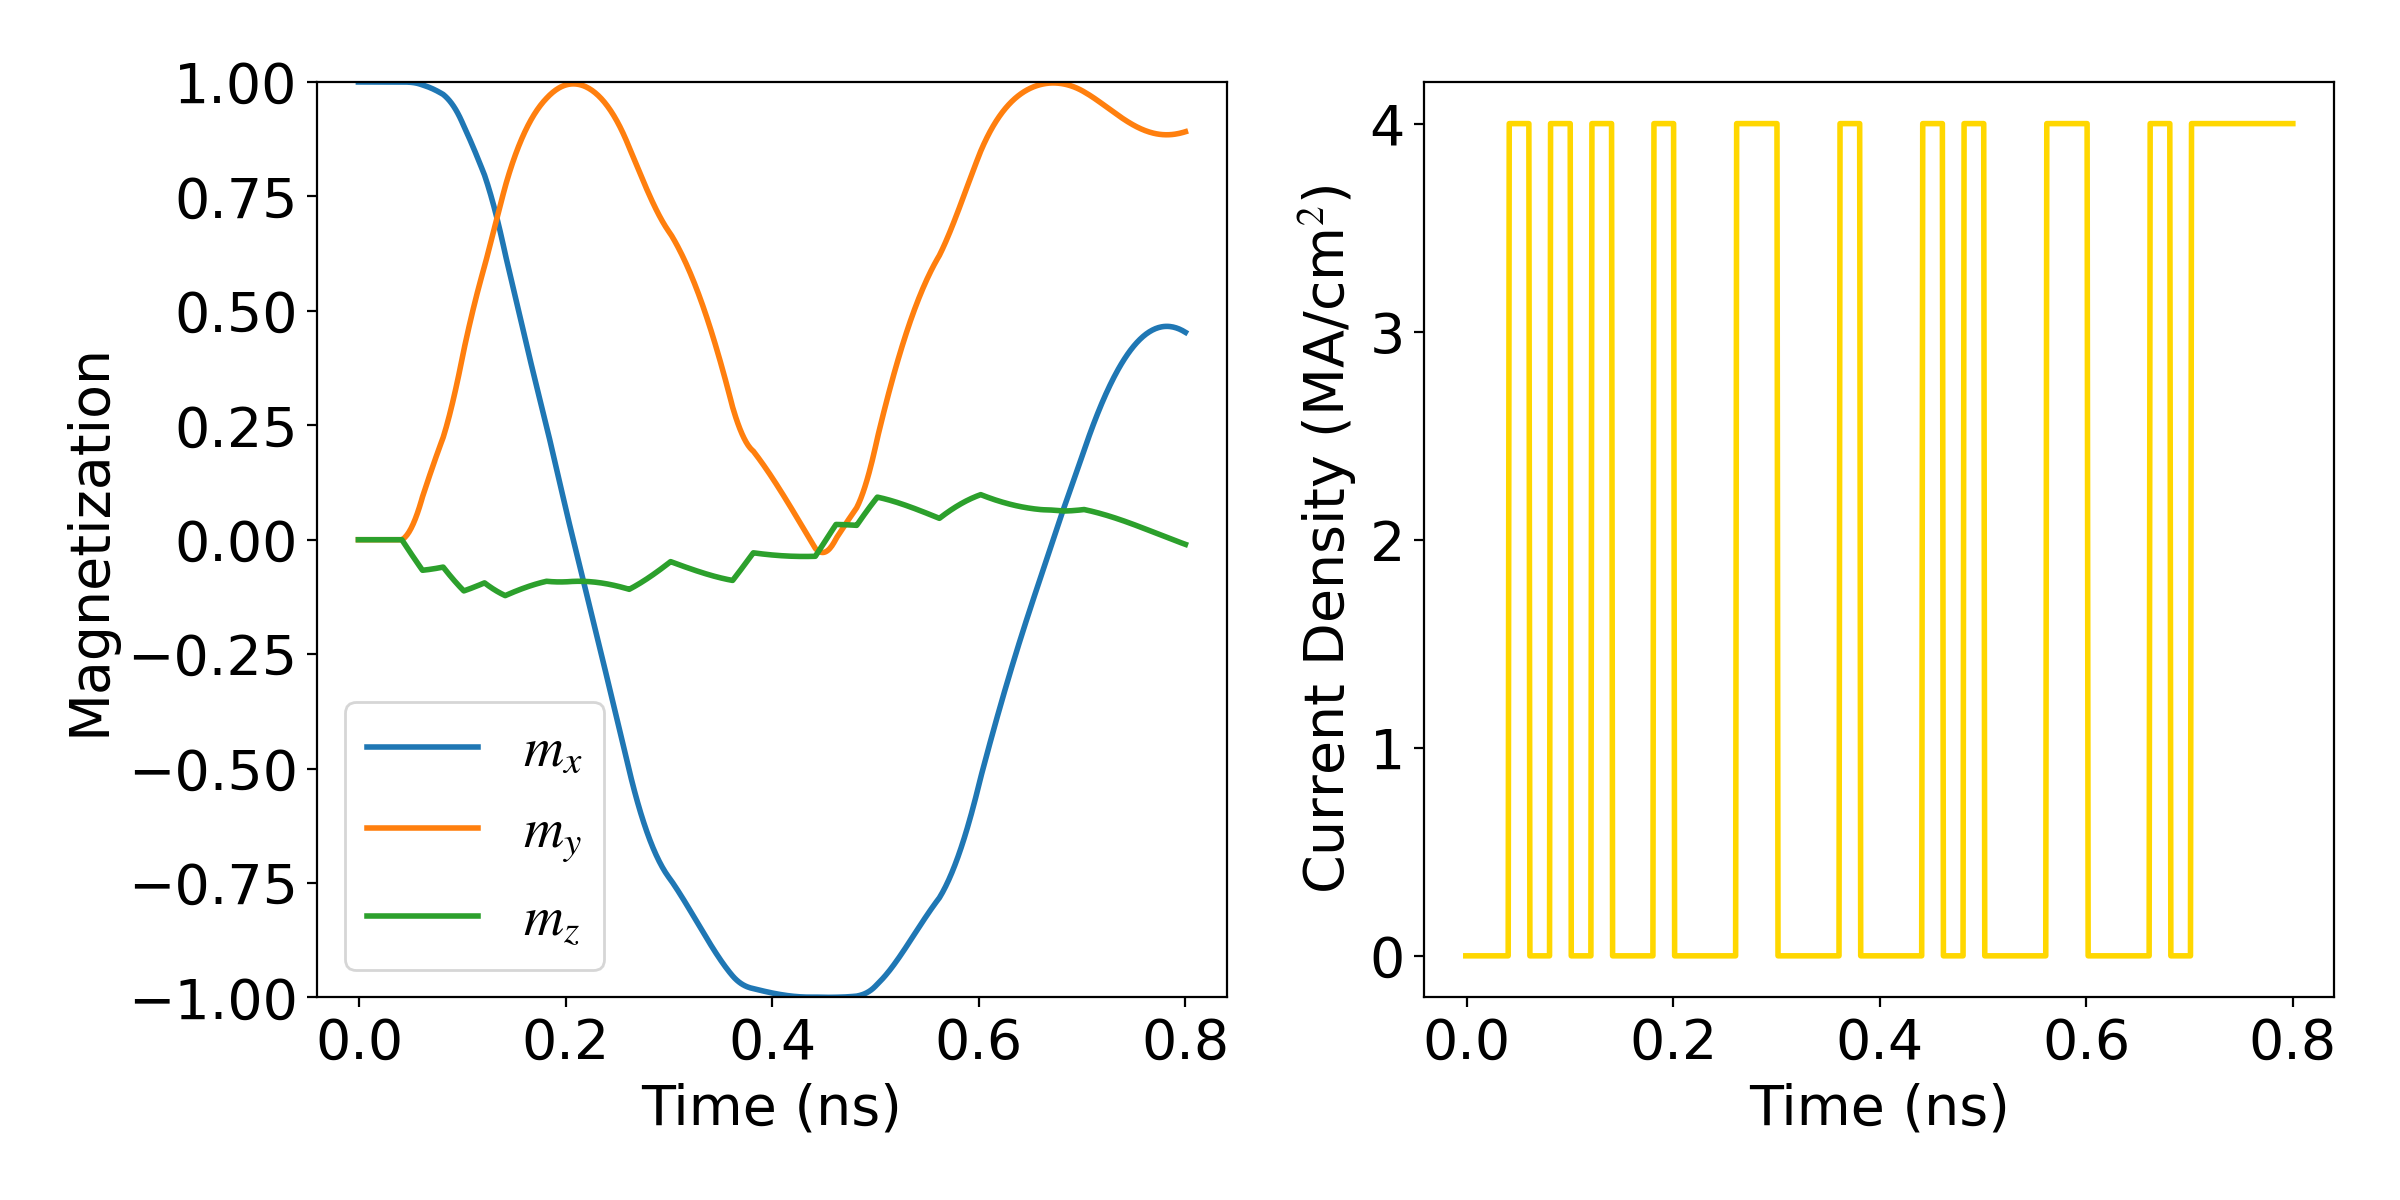 1.00
0.75
0.50
0.25
0.00
−0.25
−0.50
−0.75
−1.00
Magnetization
0.0 0.2 0.4 0.6 0.8
Time (ns)
m_x
m_y
m_z
4
3
2
1
0
Current Density (MA/cm²)
0.0 0.2 0.4 0.6 0.8
Time (ns)